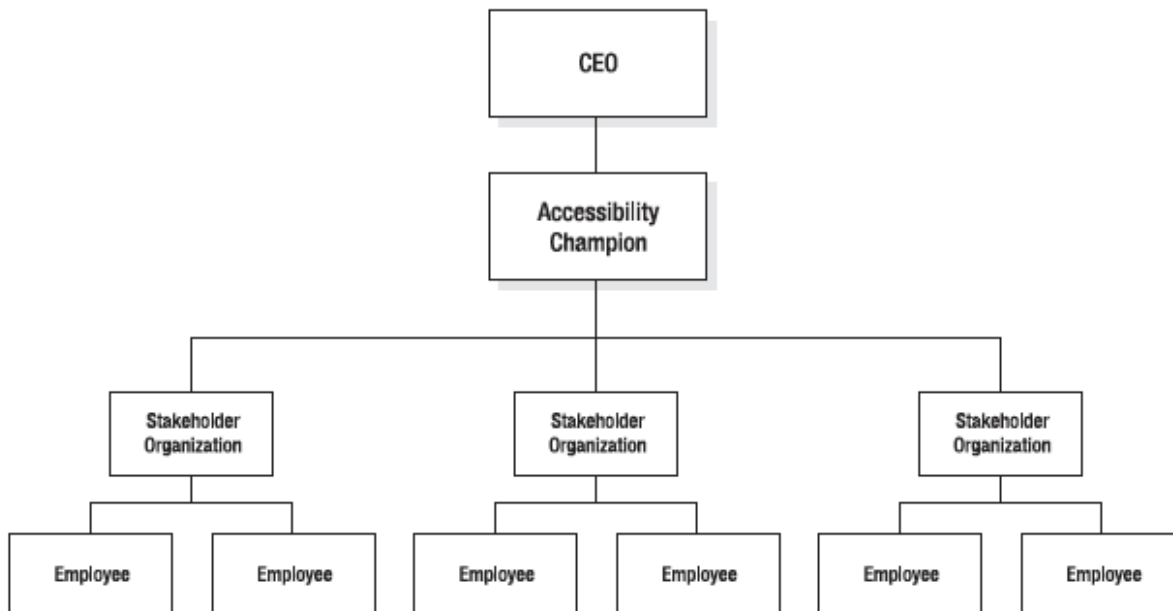 CEO
Accessibility
Champion
Stakeholder
Organization
Stakeholder
Organization
Stakeholder
Organization
Employee
Employee
Employee
Employee
Employee
Employee